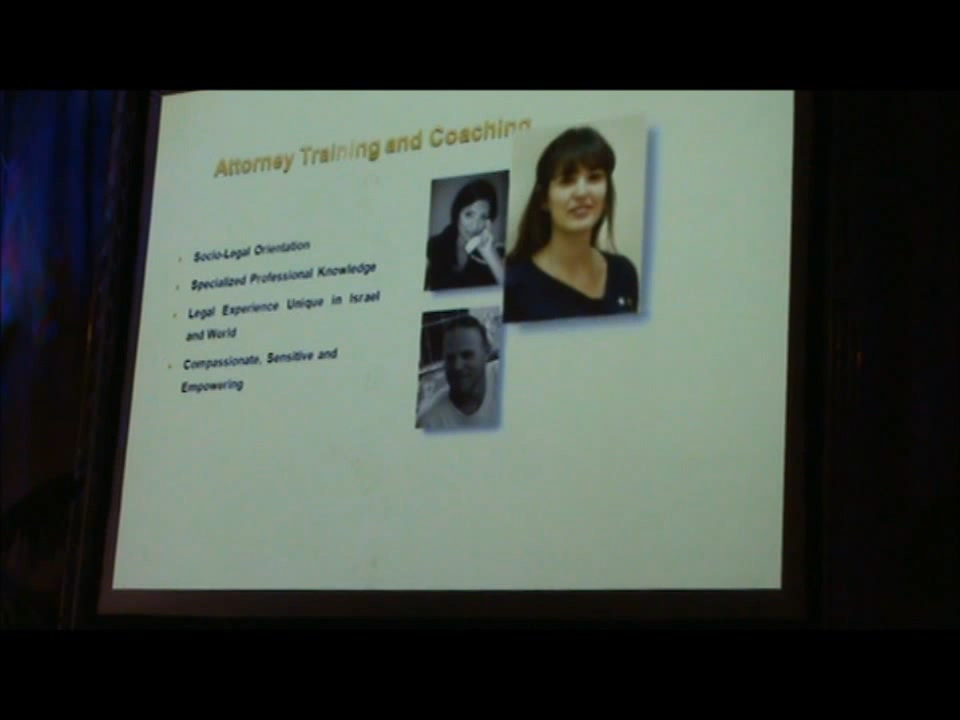 Attorney Training and Coaching
Socio-Legal Orientation
Specialized Professional Knowledge
Legal Experience Unique in Israel
and World
Compassionate, Sensitive and
Empowering